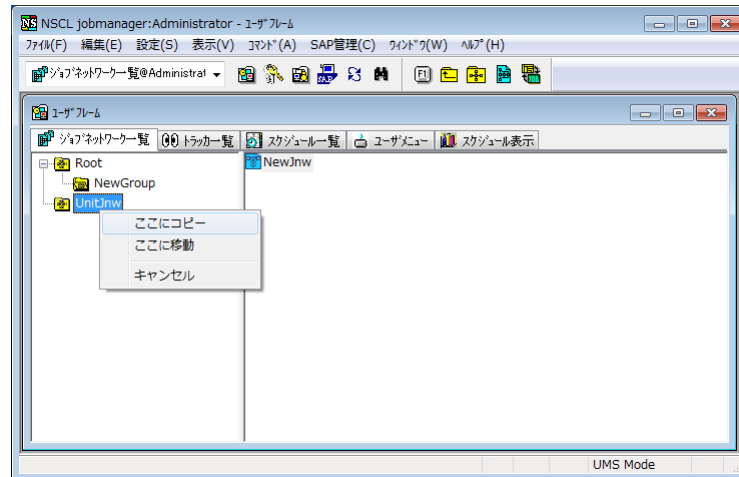 NS NSCL jobmanager:Administrator - ﾕｰｻﾞﾌﾚｰﾑ
ﾌｧｲﾙ(F) 編集(E) 設定(S) 表示(V) ｺﾏﾝﾄﾞ(A) SAP管理(C) ｳｨﾝﾄﾞｳ(W) ﾍﾙﾌﾟ(H)
ｼﾞｮﾌﾞﾈｯﾄﾜｰｸ一覧@Administrat SAP F1
ﾕｰｻﾞﾌﾚｰﾑ
ｼﾞｮﾌﾞﾈｯﾄﾜｰｸ一覧 ﾄﾗｯｶ一覧 ｽｹｼﾞｭｰﾙ一覧 ﾕｰｻﾞﾒﾆｭｰ ｽｹｼﾞｭｰﾙ表示
Root NewJnw
NewGroup
UnitJnw
ここにコピー
ここに移動
キャンセル
UMS Mode